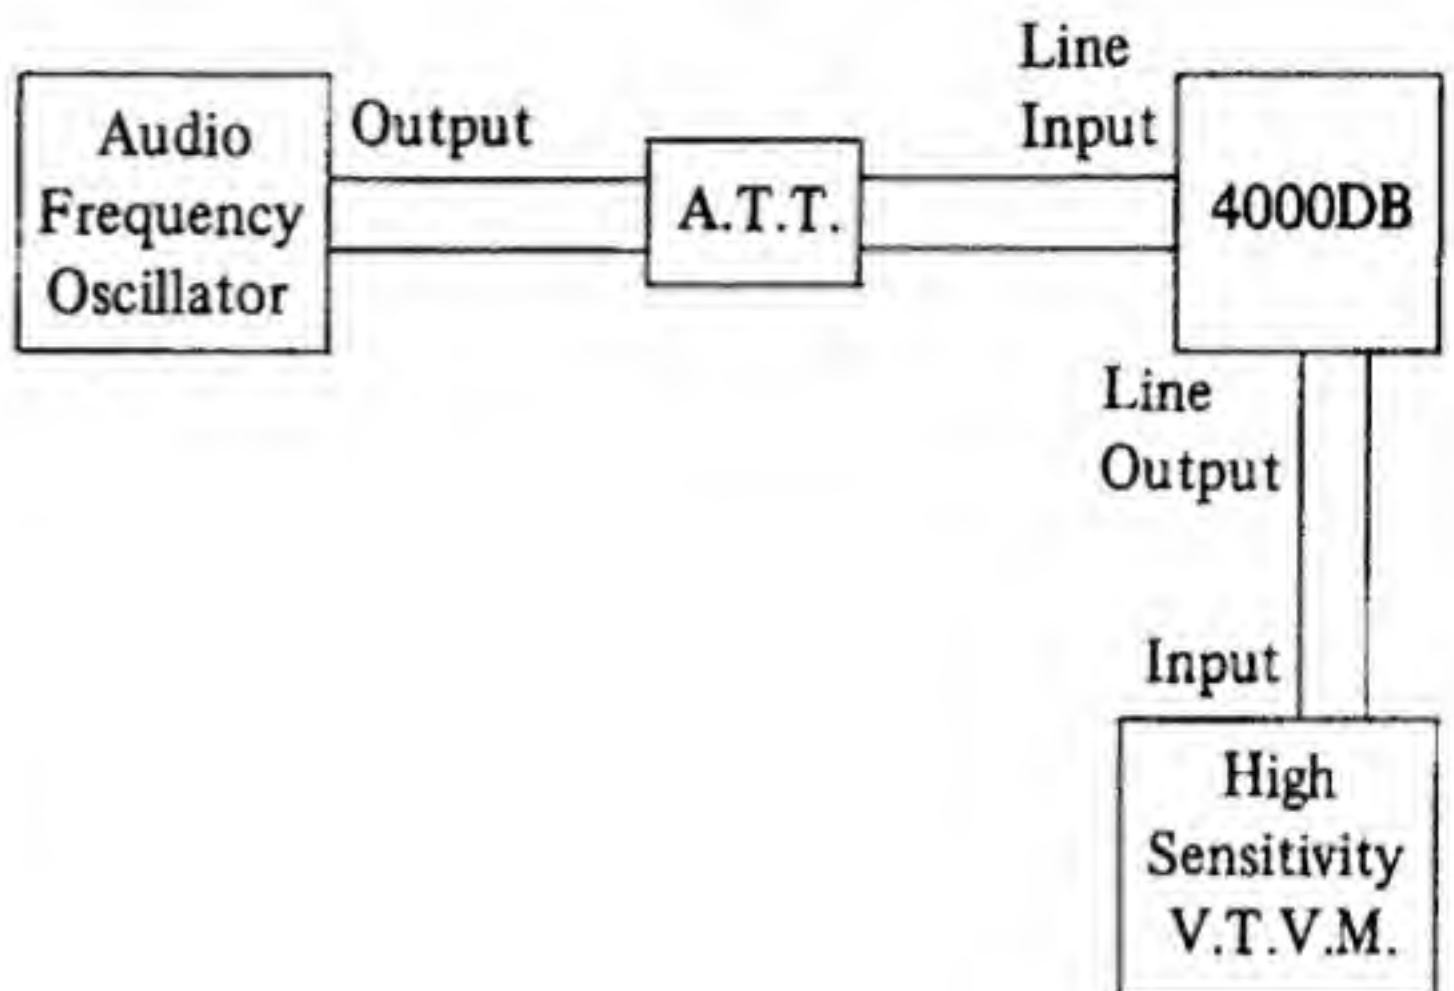 Audio
Frequency
Oscillator
Output
A.T.T.
Line
Input
4000DB
Line
Output
Input
High
Sensitivity
V.T.V.M.